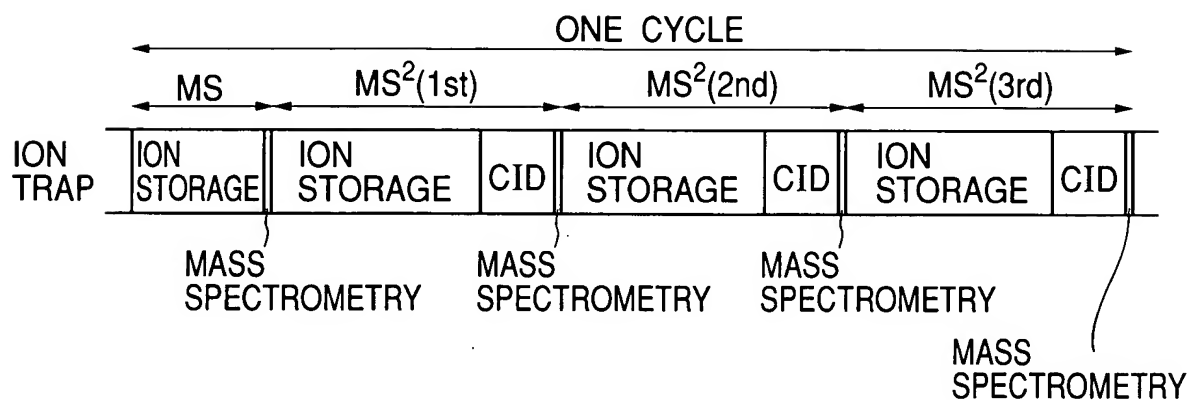 ONE CYCLE
MS
MS²(1st)
MS²(2nd)
MS²(3rd)
ION
TRAP
ION
STORAGE
ION
STORAGE
CID
ION
STORAGE
CID
ION
STORAGE
CID
MASS
SPECTROMETRY
MASS
SPECTROMETRY
MASS
SPECTROMETRY
MASS
SPECTROMETRY